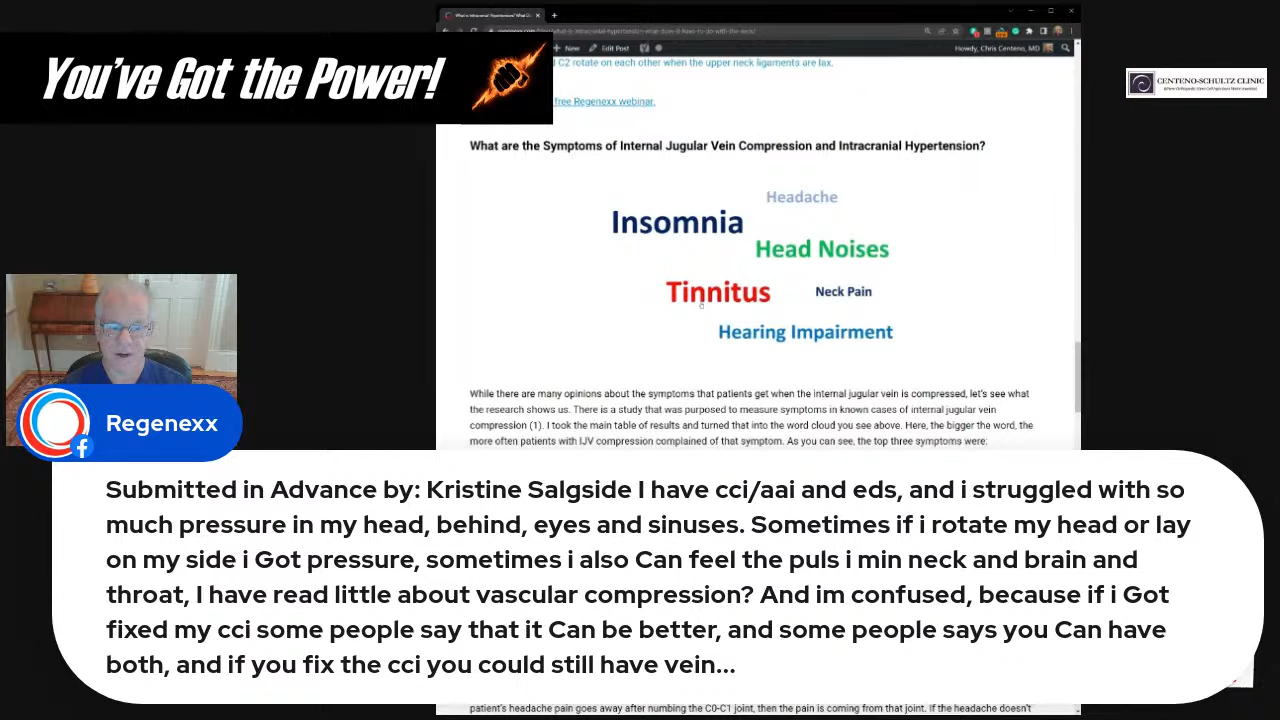 What is Intracranial Hypertension? What D
New
Edit Post
Howdy, Chris Centeno, MD
You've Got the Power!
CENTENO-SCHULTZ CLINIC
C2 rotate on each other when the upper neck ligaments are lax.
free Regenexx webinar.
What are the Symptoms of Internal Jugular Vein Compression and Intracranial Hypertension?
Headache
Insomnia
Head Noises
Tinnitus
Neck Pain
Hearing Impairment
While there are many opinions about the symptoms that patients get when the internal jugular vein is compressed, let's see what
the research shows us. There is a study that was purposed to measure symptoms in known cases of internal jugular vein
compression (1). I took the main table of results and turned that into the word cloud you see above. Here, the bigger the word, the
more often patients with IJV compression complained of that symptom. As you can see, the top three symptoms were:
Regenexx
Submitted in Advance by: Kristine Salgside I have cci/aai and eds, and i struggled with so
much pressure in my head, behind, eyes and sinuses. Sometimes if i rotate my head or lay
on my side i Got pressure, sometimes i also Can feel the puls i min neck and brain and
throat, I have read little about vascular compression? And im confused, because if i Got
fixed my cci some people say that it Can be better, and some people says you Can have
both, and if you fix the cci you could still have vein...
patient's headache pain goes away after numbing the C0-C1 joint, then the pain is coming from that joint. If the headache doesn't